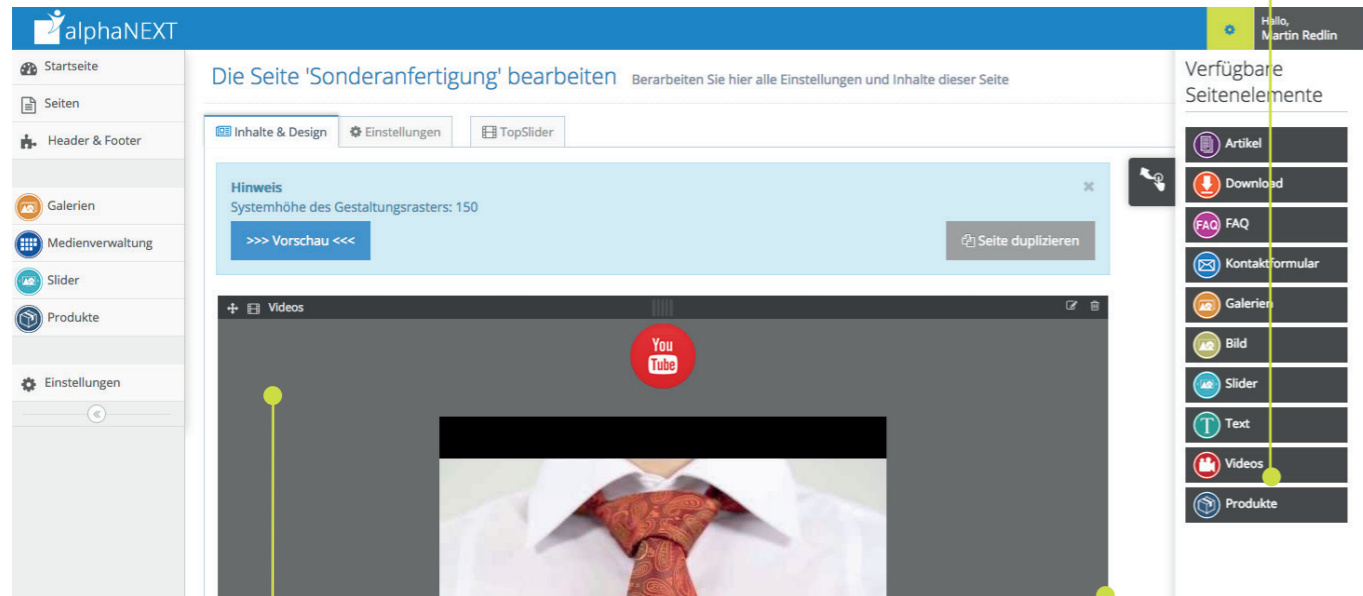 alphaNEXT
Hallo,
Martin Redlin
Startseite
Seiten
Header & Footer
Galerien
Medienverwaltung
Slider
Produkte
Einstellungen
Die Seite 'Sonderanfertigung' bearbeiten Berarbeiten Sie hier alle Einstellungen und Inhalte dieser Seite
Inhalte & Design Einstellungen TopSlider
Hinweis
Systemhöhe des Gestaltungsrasters: 150
>>> Vorschau <<< Seite duplizieren
Videos
You
Tube
Verfügbare
Seitenelemente
Artikel
Download
FAQ FAQ
Kontaktformular
Galerien
Bild
Slider
T Text
Videos
Produkte